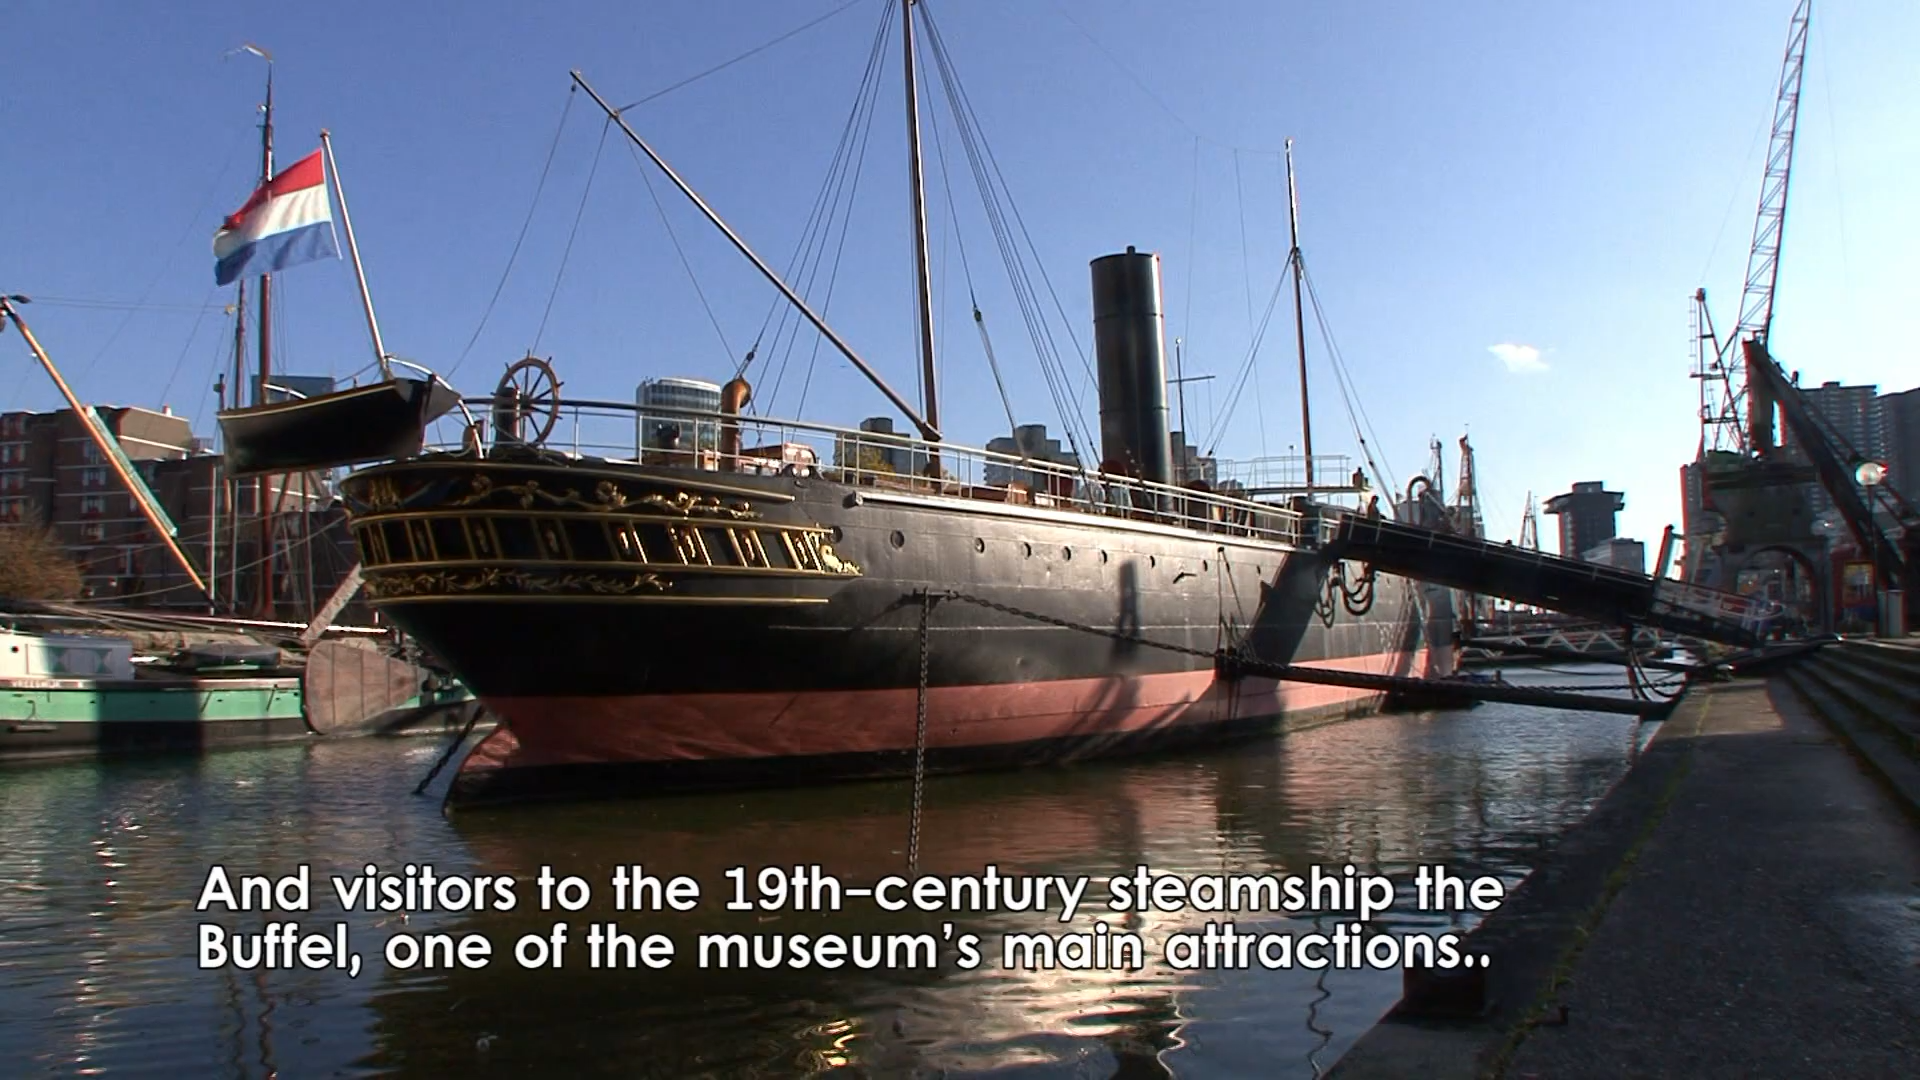 And visitors to the 19th-century steamship the
Buffel, one of the museum's main attractions..